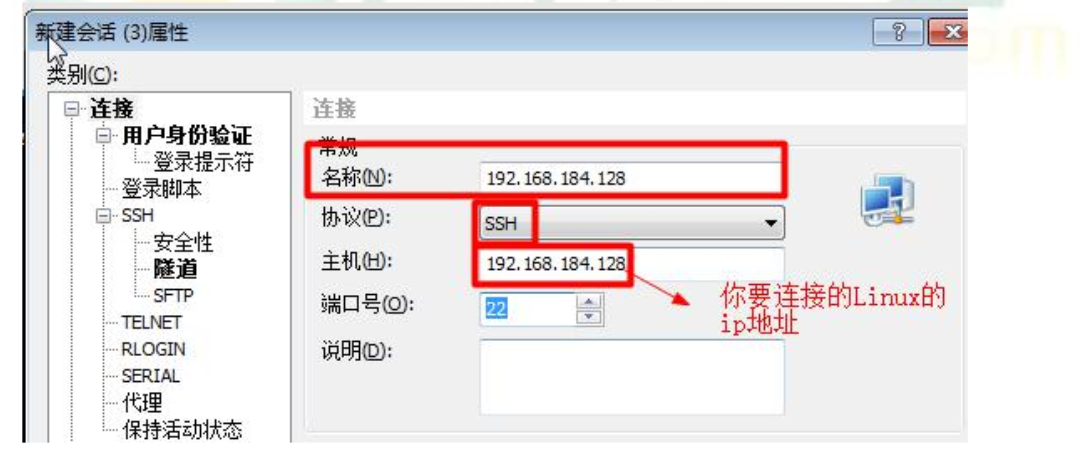 新建会话 (3)属性
类别(C):
连接
用户身份验证
登录提示符
登录脚本
SSH
安全性
隧道
SFTP
TELNET
RLOGIN
SERIAL
代理
保持活动状态
连接
常规
名称(N): 192.168.184.128
协议(P): SSH
主机(H): 192.168.184.128
端口号(O): 22
说明(D):
你要连接的Linux的
ip地址
om